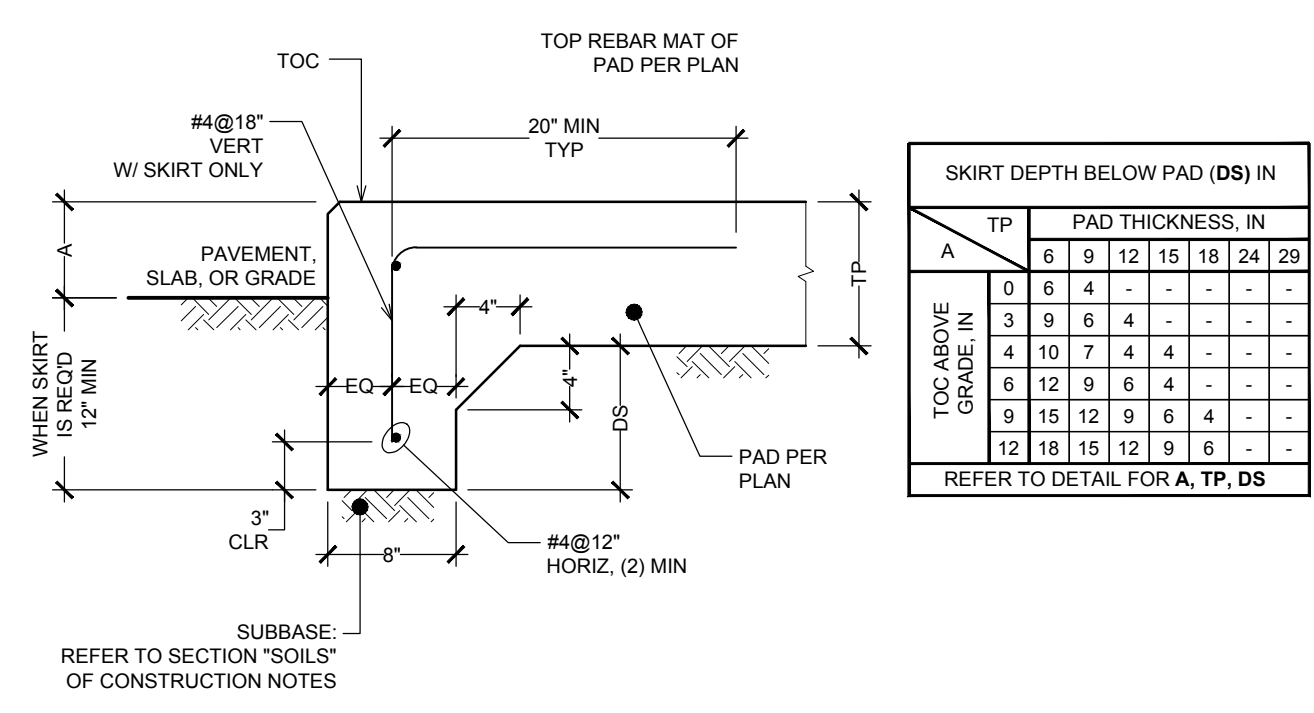 TOP REBAR MAT OF
PAD PER PLAN
TOC
#4@18"
VERT
W/ SKIRT ONLY
20" MIN
TYP
A
PAVEMENT,
SLAB, OR GRADE
TP
4"
WHEN SKIRT
IS REQ'D
12" MIN
EQ EQ
4"
DS
PAD PER
PLAN
3"
CLR
8"
#4@12"
HORIZ, (2) MIN
SUBBASE:
REFER TO SECTION "SOILS"
OF CONSTRUCTION NOTES
SKIRT DEPTH BELOW PAD (DS) IN
TP PAD THICKNESS, IN
A 6 9 12 15 18 24 29
TOC ABOVE
GRADE, IN
0 6 4 - - - - -
3 9 6 4 - - - -
4 10 7 4 4 - - -
6 12 9 6 4 - - -
9 15 12 9 6 4 - -
12 18 15 12 9 6 - -
REFER TO DETAIL FOR A, TP, DS